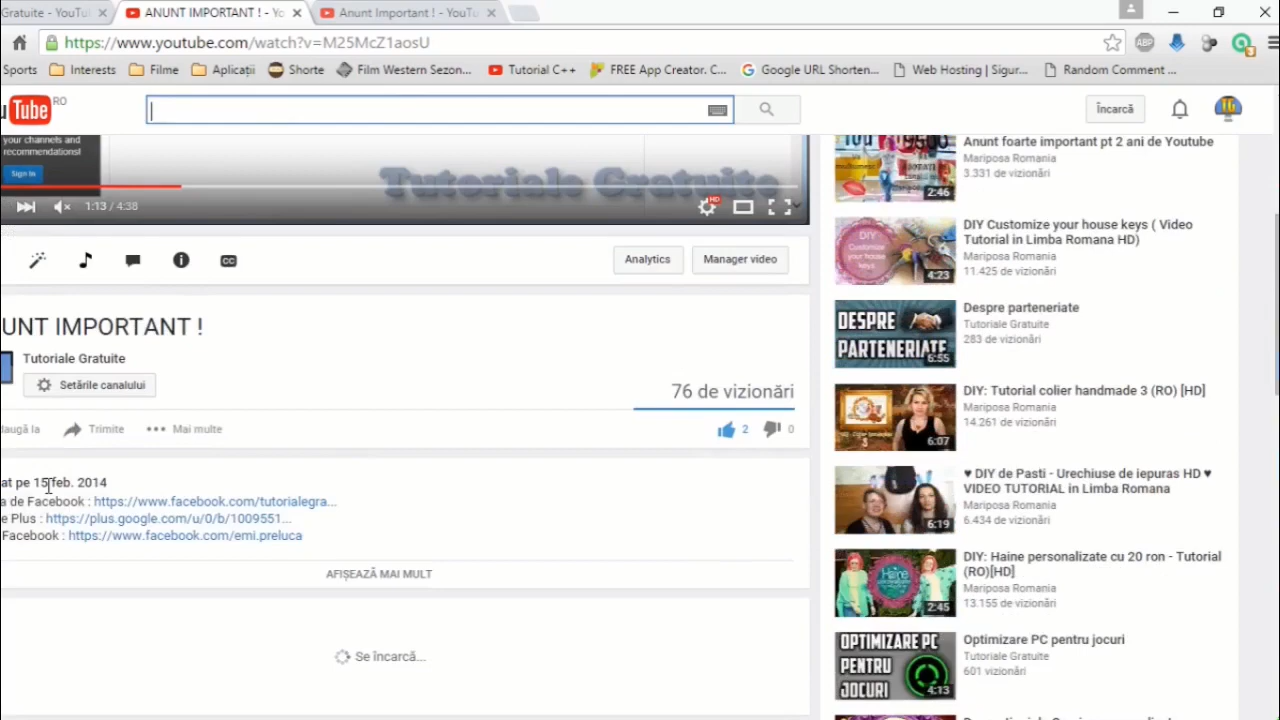 Gratuite - YouTu
ANUNT IMPORTANT ! - Yo
Anunt Important ! - YouTu
https://www.youtube.com/watch?v=M25McZ1aosU
ABP
Sports
Interests
Filme
Aplicații
Shorte
Film Western Sezon...
Tutorial C++
FREE App Creator. C...
Google URL Shorten...
Web Hosting | Sigur...
Random Comment ...
Tube RO
Încarcă
TG
your channels and
recommendations!
Sign in
Tutoriale Gratuite
1:13 / 4:38
HD
CC
Analytics
Manager video
UNT IMPORTANT !
Tutoriale Gratuite
Setările canalului
76 de vizionări
daugă la
Trimite
Mai multe
2
0
at pe 15 feb. 2014
a de Facebook : https://www.facebook.com/tutorialegra...
e Plus : https://plus.google.com/u/0/b/1009551...
Facebook : https://www.facebook.com/emi.preluca
AFIȘEAZĂ MAI MULT
Se încarcă...
2:46
Anunt foarte important pt 2 ani de Youtube
Mariposa Romania
3.331 de vizionări
DIY
Customize
your house
keys
4:23
DIY Customize your house keys ( Video
Tutorial in Limba Romana HD)
Mariposa Romania
11.425 de vizionări
DESPRE
PARTENERIATE
6:55
Despre parteneriate
Tutoriale Gratuite
283 de vizionări
6:07
DIY: Tutorial colier handmade 3 (RO) [HD]
Mariposa Romania
14.261 de vizionări
6:19
♥ DIY de Pasti - Urechiuse de iepuras HD ♥
VIDEO TUTORIAL in Limba Romana
Mariposa Romania
6.434 de vizionări
Haine
2:45
DIY: Haine personalizate cu 20 ron - Tutorial
(RO)[HD]
Mariposa Romania
13.155 de vizionări
OPTIMIZARE PC
PENTRU
JOCURI
4:13
Optimizare PC pentru jocuri
Tutoriale Gratuite
601 vizionări